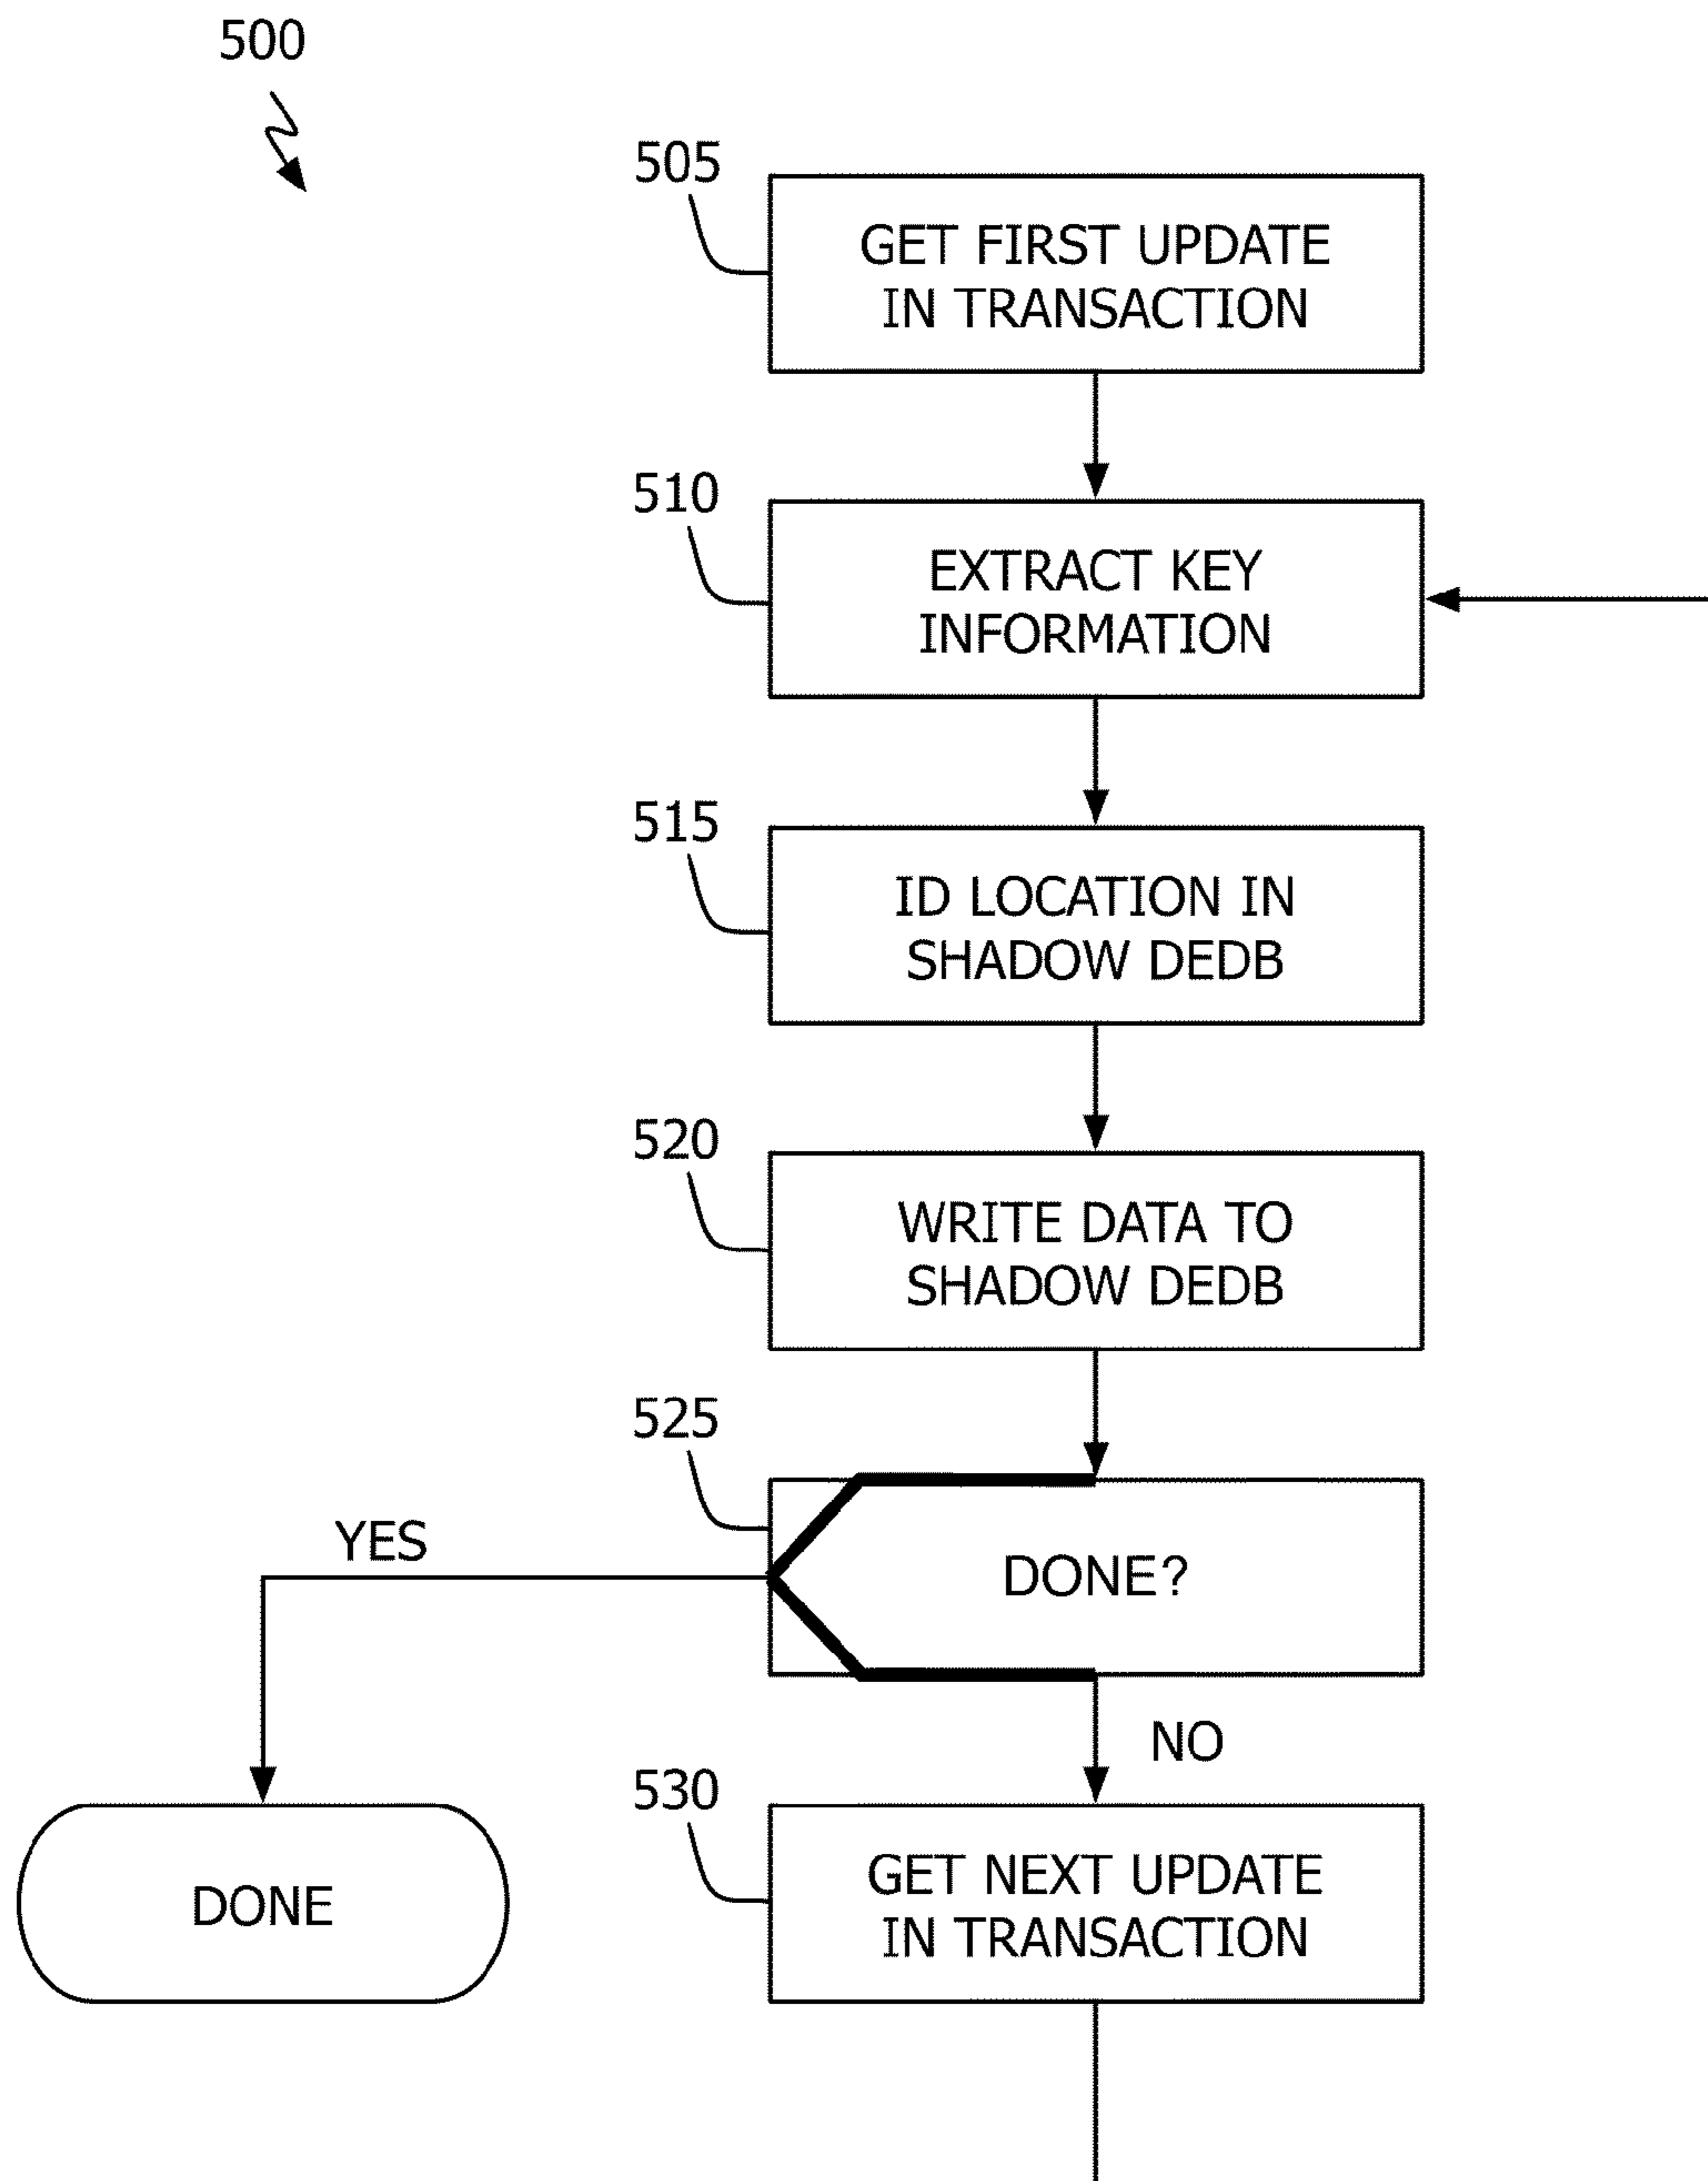 500
505
GET FIRST UPDATE
IN TRANSACTION
510
EXTRACT KEY
INFORMATION
515
ID LOCATION IN
SHADOW DEDB
520
WRITE DATA TO
SHADOW DEDB
525
YES
DONE?
NO
530
DONE
GET NEXT UPDATE
IN TRANSACTION